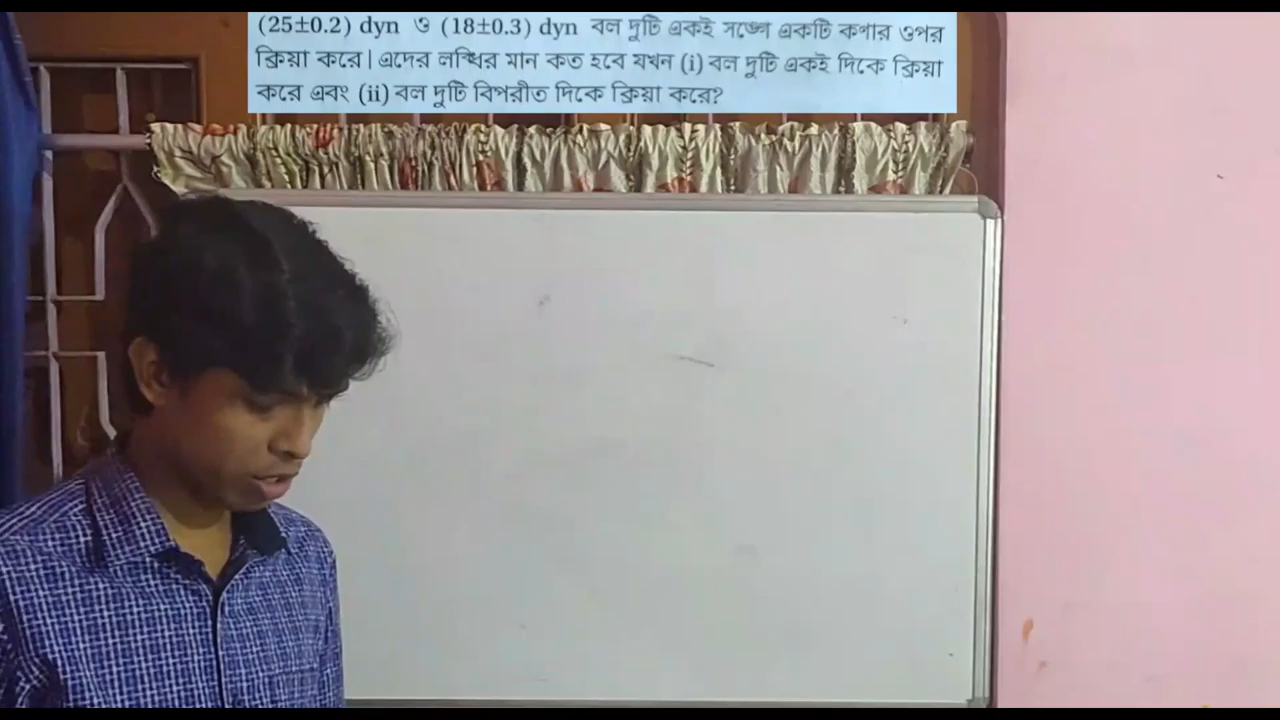 (25±0.2) dyn ও (18±0.3) dyn বল দুটি একই সঙ্গে একটি কণার ওপর
ক্রিয়া করে | এদের লব্ধির মান কত হবে যখন (i) বল দুটি একই দিকে ক্রিয়া
করে এবং (ii) বল দুটি বিপরীত দিকে ক্রিয়া করে?